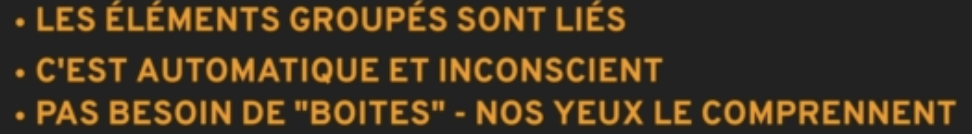 • LES ÉLÉMENTS GROUPÉS SONT LIÉS
• C'EST AUTOMATIQUE ET INCONSCIENT
• PAS BESOIN DE "BOITES" - NOS YEUX LE COMPRENNENT